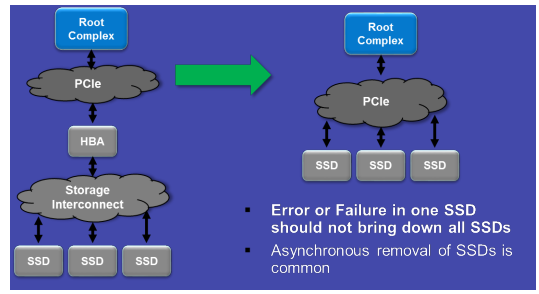 Root
Complex
PCIe
HBA
Storage
Interconnect
SSD
SSD
SSD
Root
Complex
PCIe
SSD
SSD
SSD
▪ Error or Failure in one SSD
should not bring down all SSDs
▪ Asynchronous removal of SSDs is
common